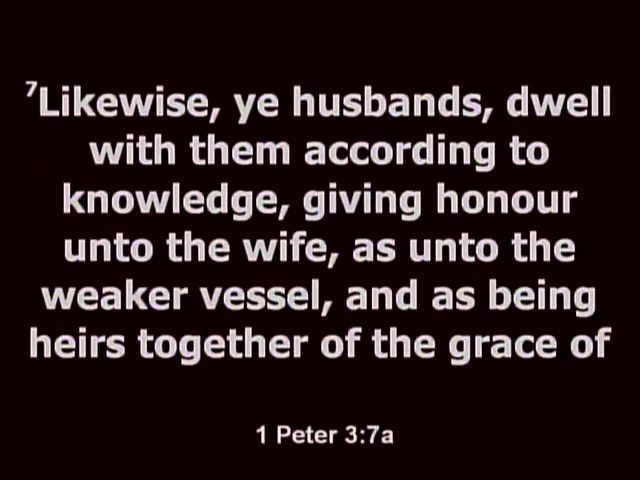 7Likewise, ye husbands, dwell
with them according to
knowledge, giving honour
unto the wife, as unto the
weaker vessel, and as being
heirs together of the grace of
1 Peter 3:7a